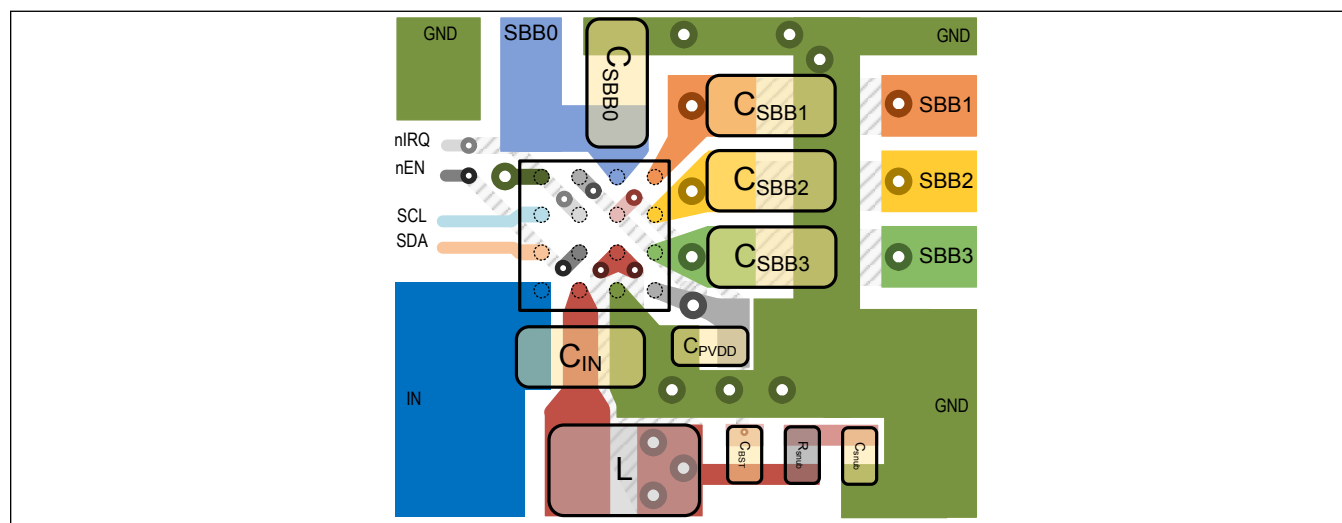 GND
SBB0
GND
CSBB0
CSBB1
SBB1
nIRQ
nEN
CSBB2
SBB2
SCL
SDA
CSBB3
SBB3
CIN
CPVDD
IN
GND
L
CBST
Rsnub
Csnub